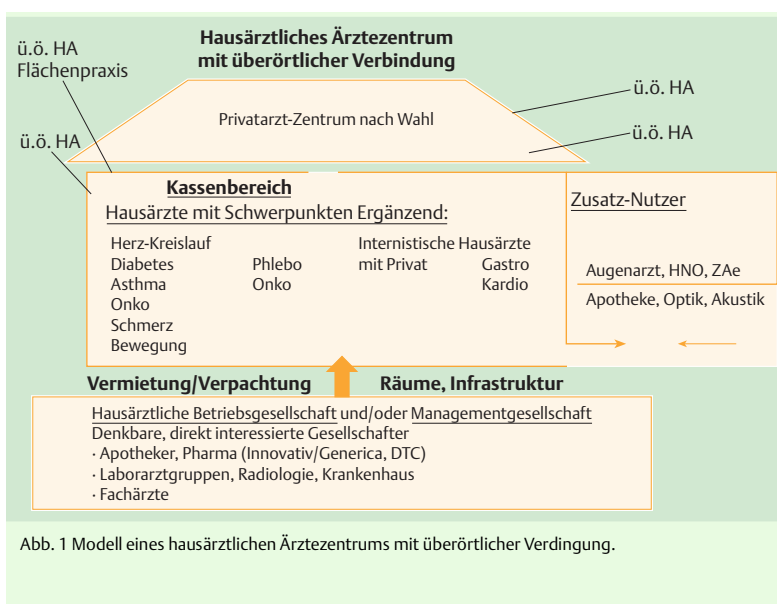 Hausärztliches Ärztezentrum
mit überörtlicher Verbindung
ü.ö. HA
Flächenpraxis
ü.ö. HA
ü.ö. HA
ü.ö. HA
Privatarzt-Zentrum nach Wahl
Kassenbereich
Hausärzte mit Schwerpunkten Ergänzend:
Herz-Kreislauf
Diabetes
Asthma
Onko
Schmerz
Bewegung
Phlebo
Onko
Internistische Hausärzte
mit Privat
Gastro
Kardio
Zusatz-Nutzer
Augenarzt, HNO, ZAe
Apotheke, Optik, Akustik
Vermietung/Verpachtung Räume, Infrastruktur
Hausärztliche Betriebsgesellschaft und/oder Managementgesellschaft
Denkbare, direkt interessierte Gesellschafter
· Apotheker, Pharma (Innovativ/Generica, DTC)
· Laborarztgruppen, Radiologie, Krankenhaus
· Fachärzte
Abb. 1 Modell eines hausärztlichen Ärztezentrums mit überörtlicher Verdingung.